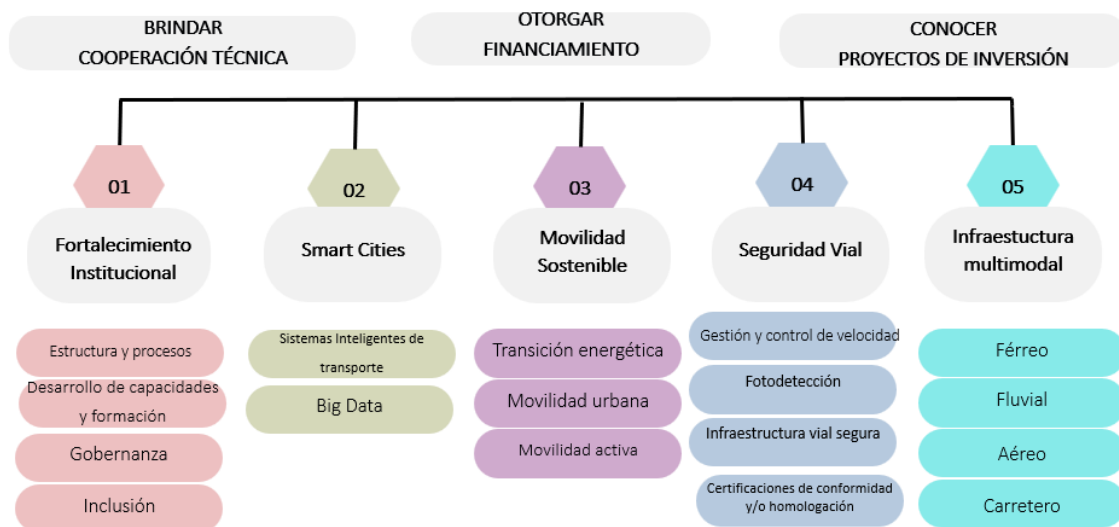 BRINDAR
COOPERACIÓN TÉCNICA
OTORGAR
FINANCIAMIENTO
CONOCER
PROYECTOS DE INVERSIÓN
01
Fortalecimiento
Institucional
Estructura y procesos
Desarrollo de capacidades
y formación
Gobernanza
Inclusión
02
Smart Cities
Sistemas Inteligentes de
transporte
Big Data
03
Movilidad
Sostenible
Transición energética
Movilidad urbana
Movilidad activa
04
Seguridad Vial
Gestión y control de velocidad
Fotodetección
Infraestructura vial segura
Certificaciones de conformidad
y/o homologación
05
Infraestuctura
multimodal
Férreo
Fluvial
Aéreo
Carretero